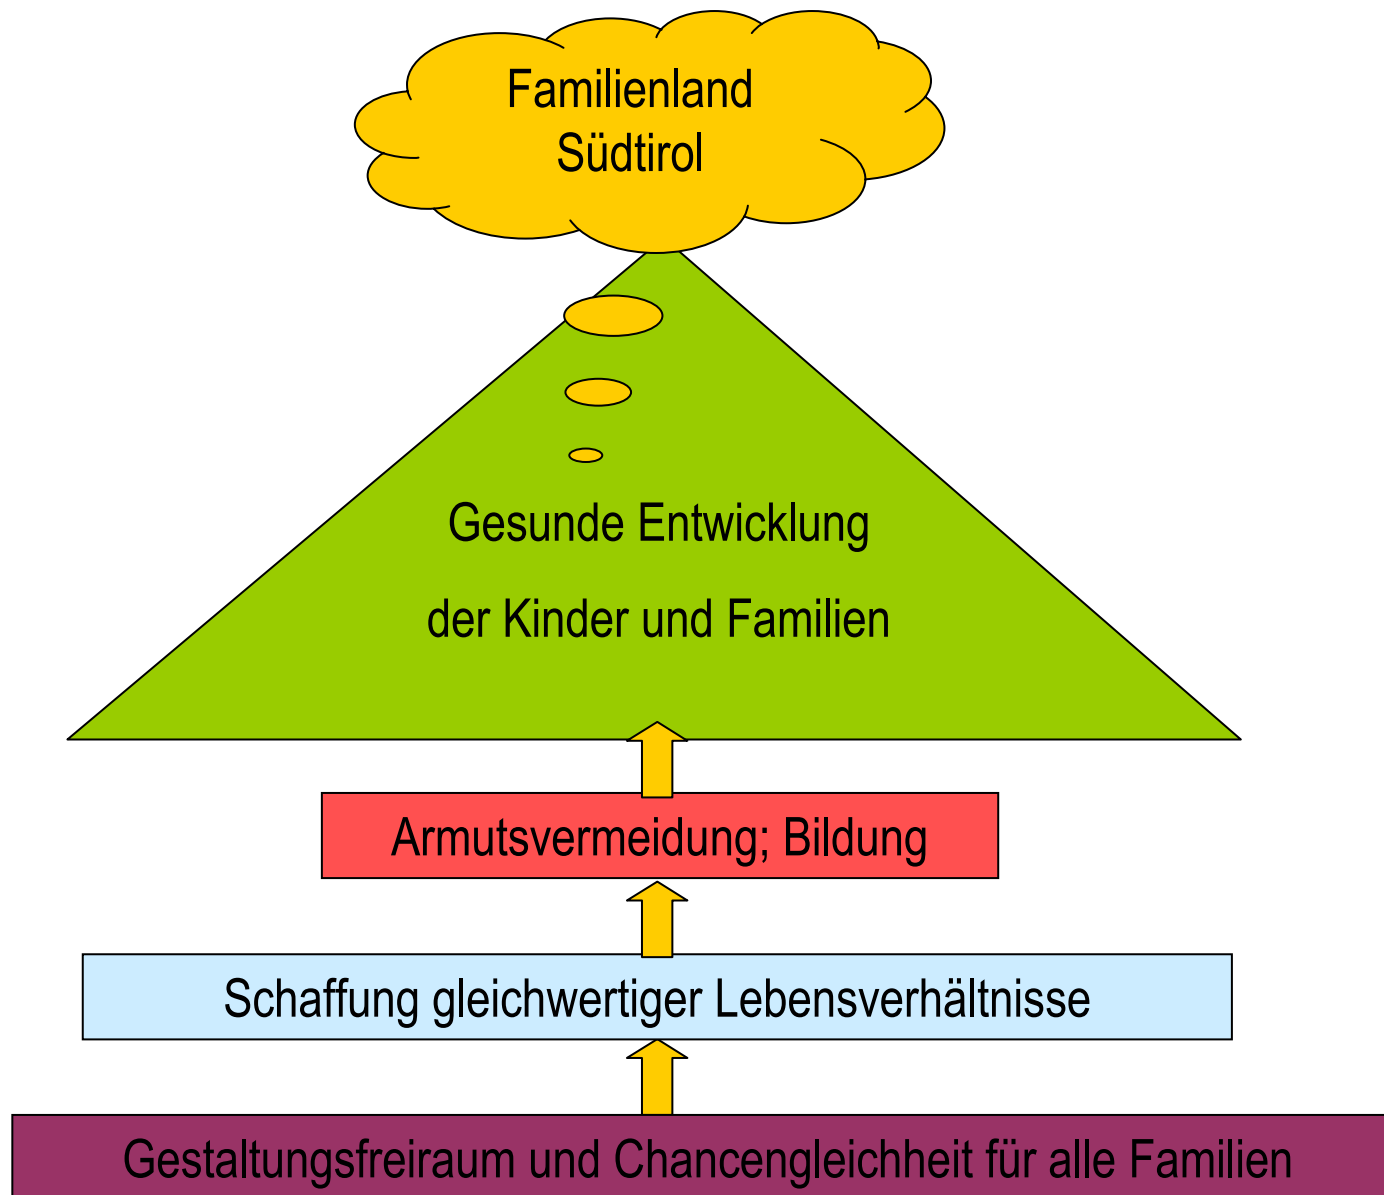 Familienland
Südtirol
Gesunde Entwicklung
der Kinder und Familien
Armutsvermeidung; Bildung
Schaffung gleichwertiger Lebensverhältnisse
Gestaltungsfreiraum und Chancengleichheit für alle Familien